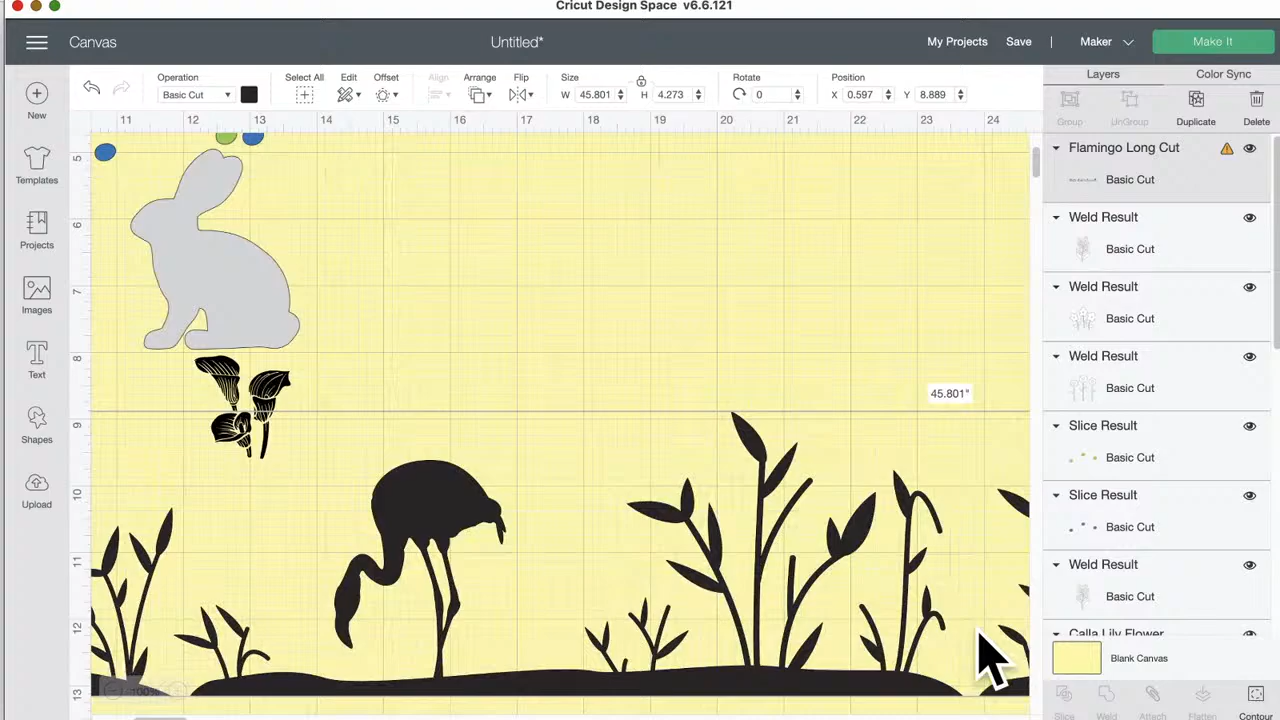 Cricut Design Space v6.6.121
Canvas
Untitled*
My Projects
Save
|
Maker
Make It
Operation
Basic Cut
Select All
Edit
Offset
Align
Arrange
Flip
Size
W 45.801
H 4.273
Rotate
0
Position
X 0.597
Y 8.889
Layers
Color Sync
Group
UnGroup
Duplicate
Delete
New
Templates
Projects
Images
Text
Shapes
Upload
11 12 13 14 15 16 17 18 19 20 21 22 23 24
5
6
7
8
9
10
11
12
13
45.801"
100%
Flamingo Long Cut
Basic Cut
Weld Result
Basic Cut
Weld Result
Basic Cut
Weld Result
Basic Cut
Slice Result
Basic Cut
Slice Result
Basic Cut
Weld Result
Basic Cut
Calla Lily Flower
Blank Canvas
Slice
Weld
Attach
Flatten
Contour